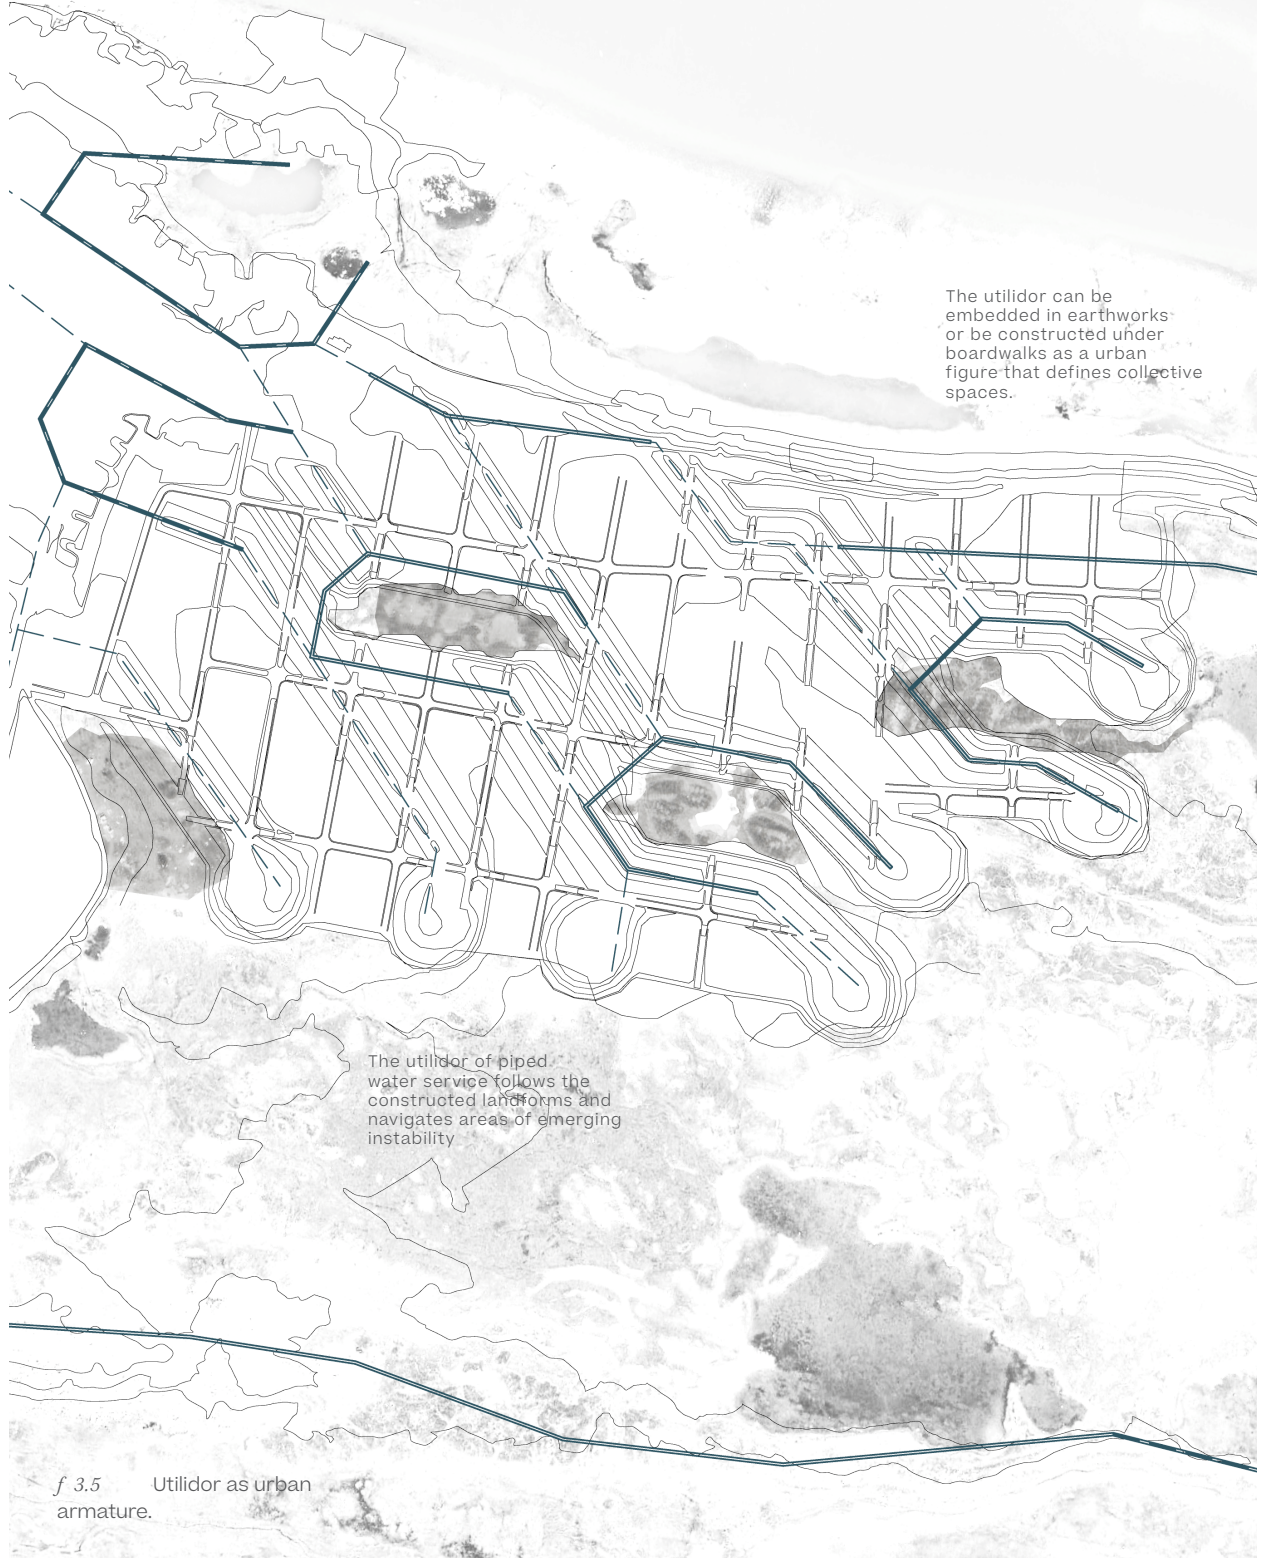 The utilidor can be
embedded in earthworks
or be constructed under
boardwalks as a urban
figure that defines collective
spaces.
The utilidor of piped
water service follows the
constructed landforms and
navigates areas of emerging
instability
f 3.5 Utilidor as urban
armature.